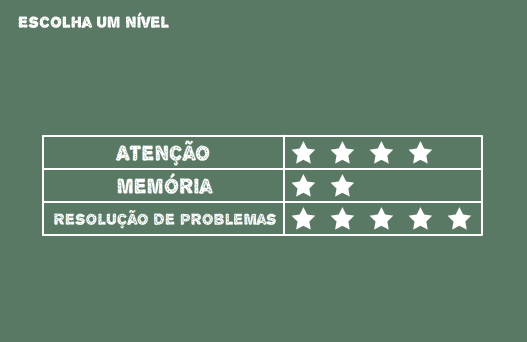 ESCOLHA UM NÍVEL
ATENÇÃO
MEMÓRIA
RESOLUÇÃO DE PROBLEMAS